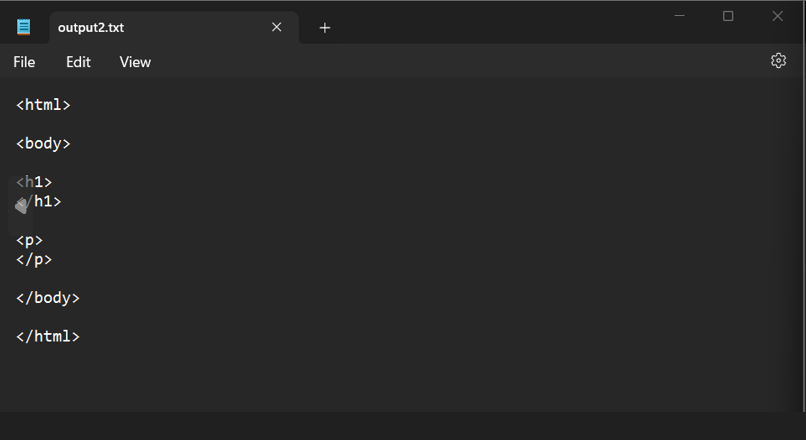 output2.txt
File Edit View
<html>
<body>
<h1>
</h1>
<p>
</p>
</body>
</html>